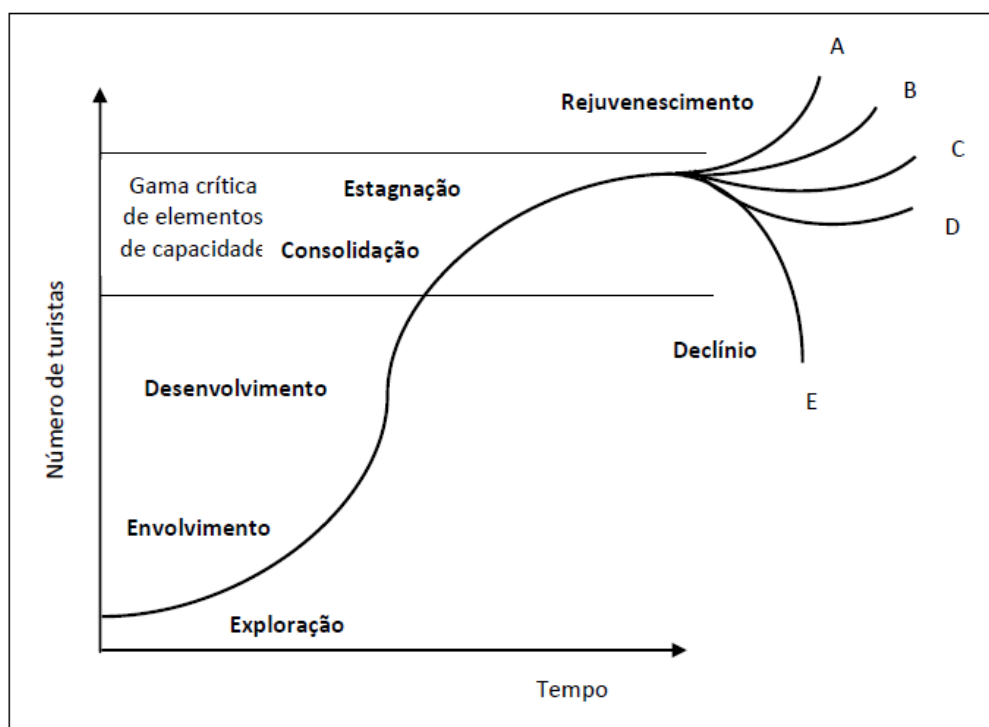 A
Rejuvenescimento
B
Gama crítica
de elementos
de capacidade
Estagnação
C
Consolidação
D
Número de turistas
Declínio
Desenvolvimento
E
Envolvimento
Exploração
Tempo